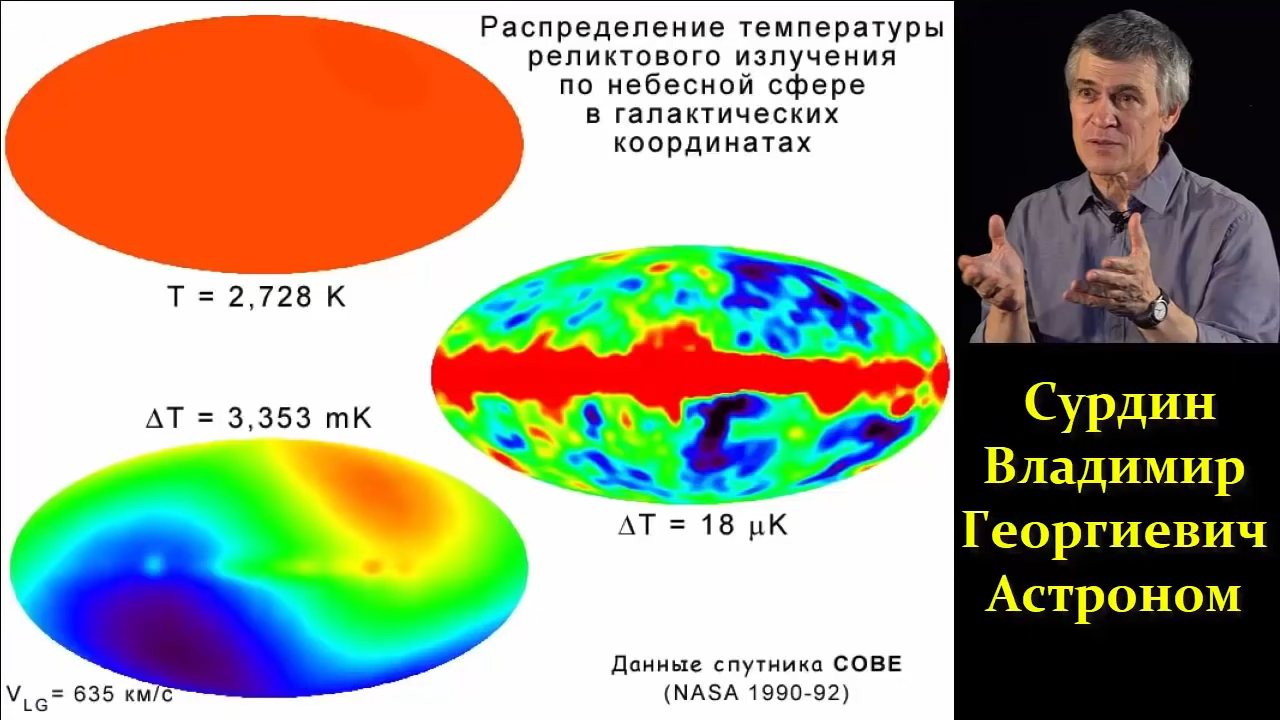 Распределение температуры
реликтового излучения
по небесной сфере
в галактических
координатах
T = 2,728 K
ΔT = 3,353 mK
ΔT = 18 μK
V_LG = 635 км/с
Данные спутника COBE
(NASA 1990-92)
Сурдин
Владимир
Георгиевич
Астроном